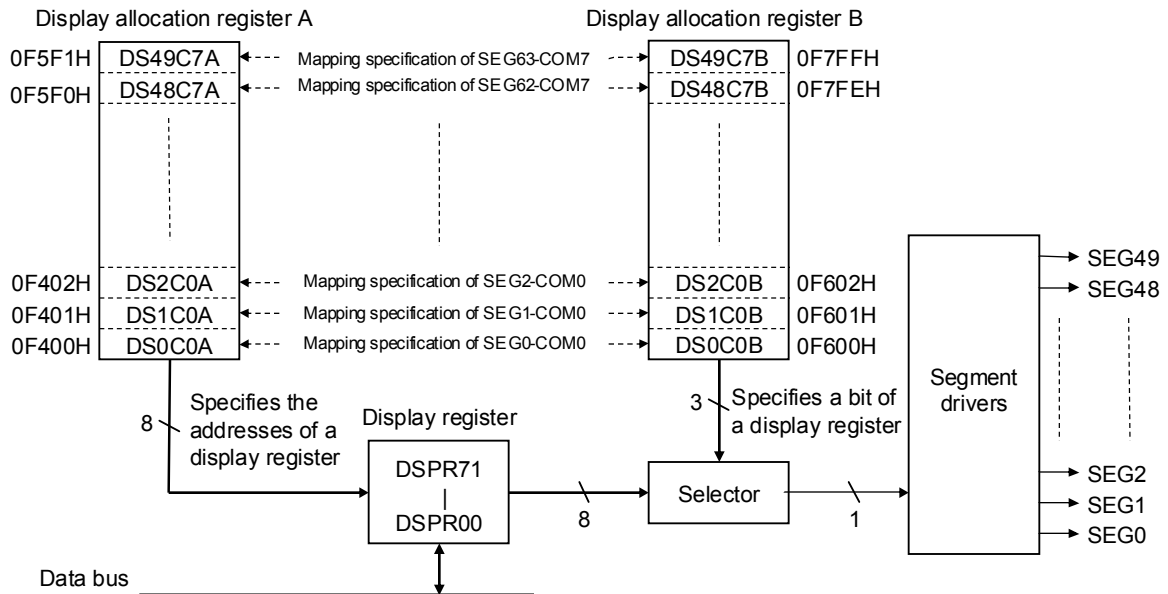 Display allocation register A
Display allocation register B
0F5F1H
DS49C7A
Mapping specification of SEG63-COM7
DS49C7B
0F7FFH
0F5F0H
DS48C7A
Mapping specification of SEG62-COM7
DS48C7B
0F7FEH
SEG49
SEG48
0F402H
DS2C0A
Mapping specification of SEG2-COM0
DS2C0B
0F602H
0F401H
DS1C0A
Mapping specification of SEG1-COM0
DS1C0B
0F601H
0F400H
DS0C0A
Mapping specification of SEG0-COM0
DS0C0B
0F600H
Segment
drivers
8
Specifies the
addresses of a
display register
3
Specifies a bit of
a display register
Display register
DSPR71
DSPR00
8
Selector
1
SEG2
SEG1
SEG0
Data bus